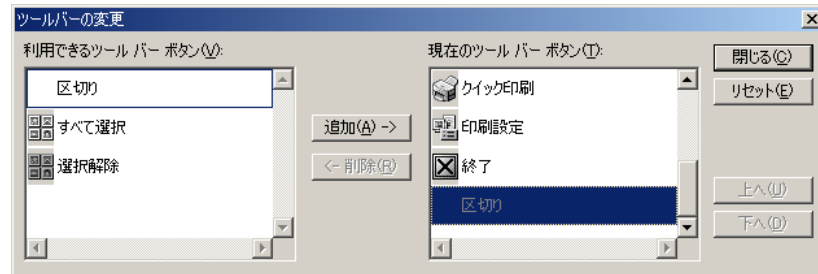 ツールバーの変更
利用できるツール バー ボタン(V):
区切り
すべて選択
選択解除
追加(A) ->
<- 削除(R)
現在のツール バー ボタン(T):
クイック印刷
印刷設定
終了
区切り
閉じる(C)
リセット(E)
上へ(U)
下へ(D)